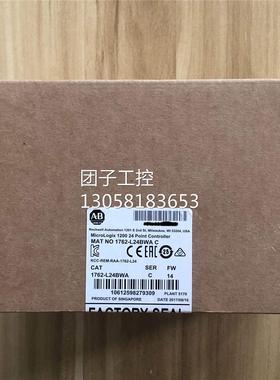 团子工控
13058183653
AB
Rockwell Automation 1201 S 2nd St, Milwaukee, WI 53204, USA
MicroLogix 1200 24 Point Controller
MAT NO 1762-L24BWA C
KCC-REM-RAA-1762-L24
CAT SER FW
1762-L24BWA C 14
10612598279309 PLANT 5170
PRODUCT OF SINGAPORE
FACTORY SEAL